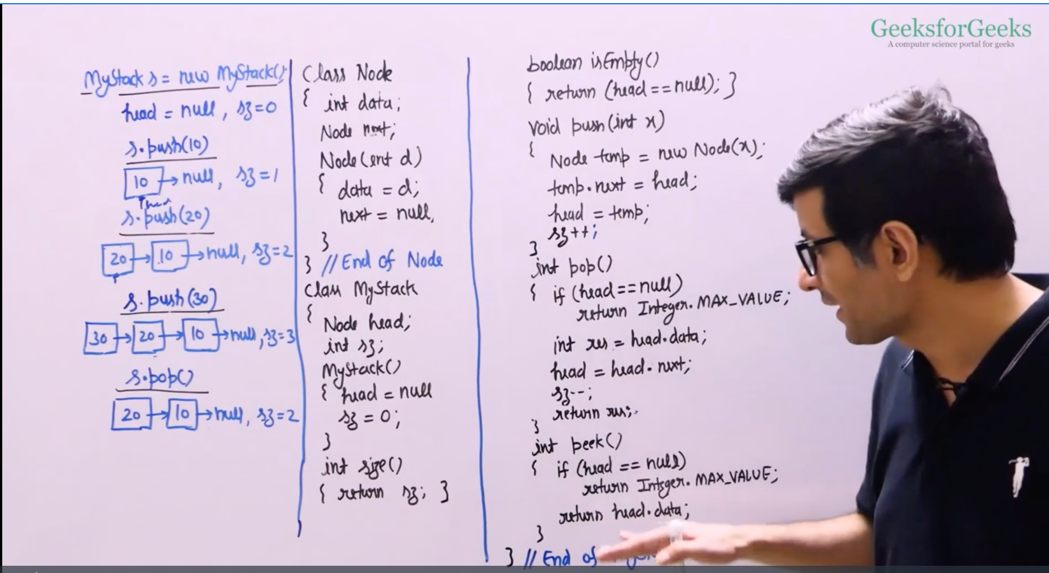 GeeksforGeeks
A computer science portal for geeks
MyStack s = new MyStack()
head = null, sz=0
s.push(10)
10 → null, sz=1
head
s.push(20)
20 → 10 → null, sz=2
s.push(30)
30 → 20 → 10 → null, sz=3
s.pop()
20 → 10 → null, sz=2
Class Node
{ int data;
Node next;
Node(int d)
{ data = d;
next = null,
}
} // End of Node
Class MyStack
{
Node head;
int sz;
MyStack()
{ head = null
sz = 0;
}
int size()
{ return sz; }
boolean isEmpty()
{ return (head==null); }
void push(int x)
{ Node temp = new Node(x);
temp.next = head;
head = temp;
sz++;
}
int pop()
{ if (head==null)
return Integer.MAX_VALUE;
int res = head.data;
head = head.next;
sz--;
return res;
}
int peek()
{ if (head == null)
return Integer.MAX_VALUE;
return head.data;
}
} // End of